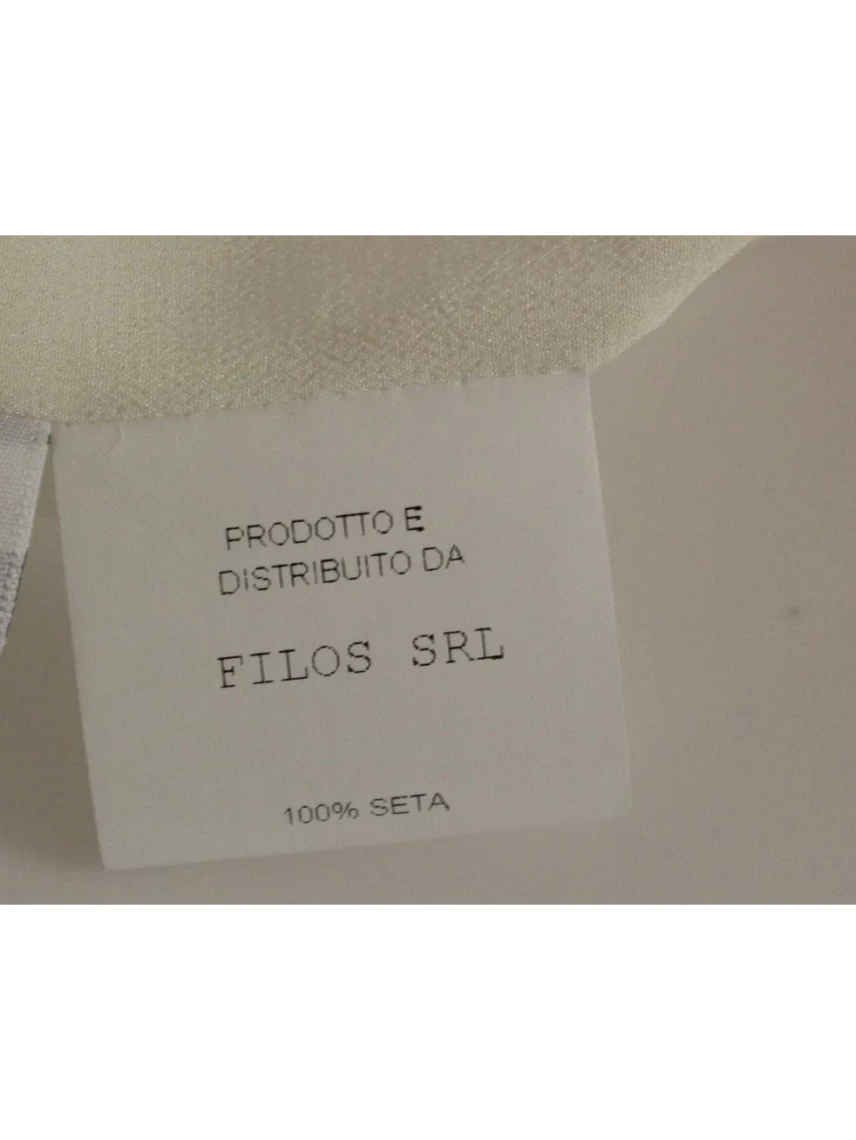 PRODOTTO E
DISTRIBUITO DA
FILOS SRL
100% SETA